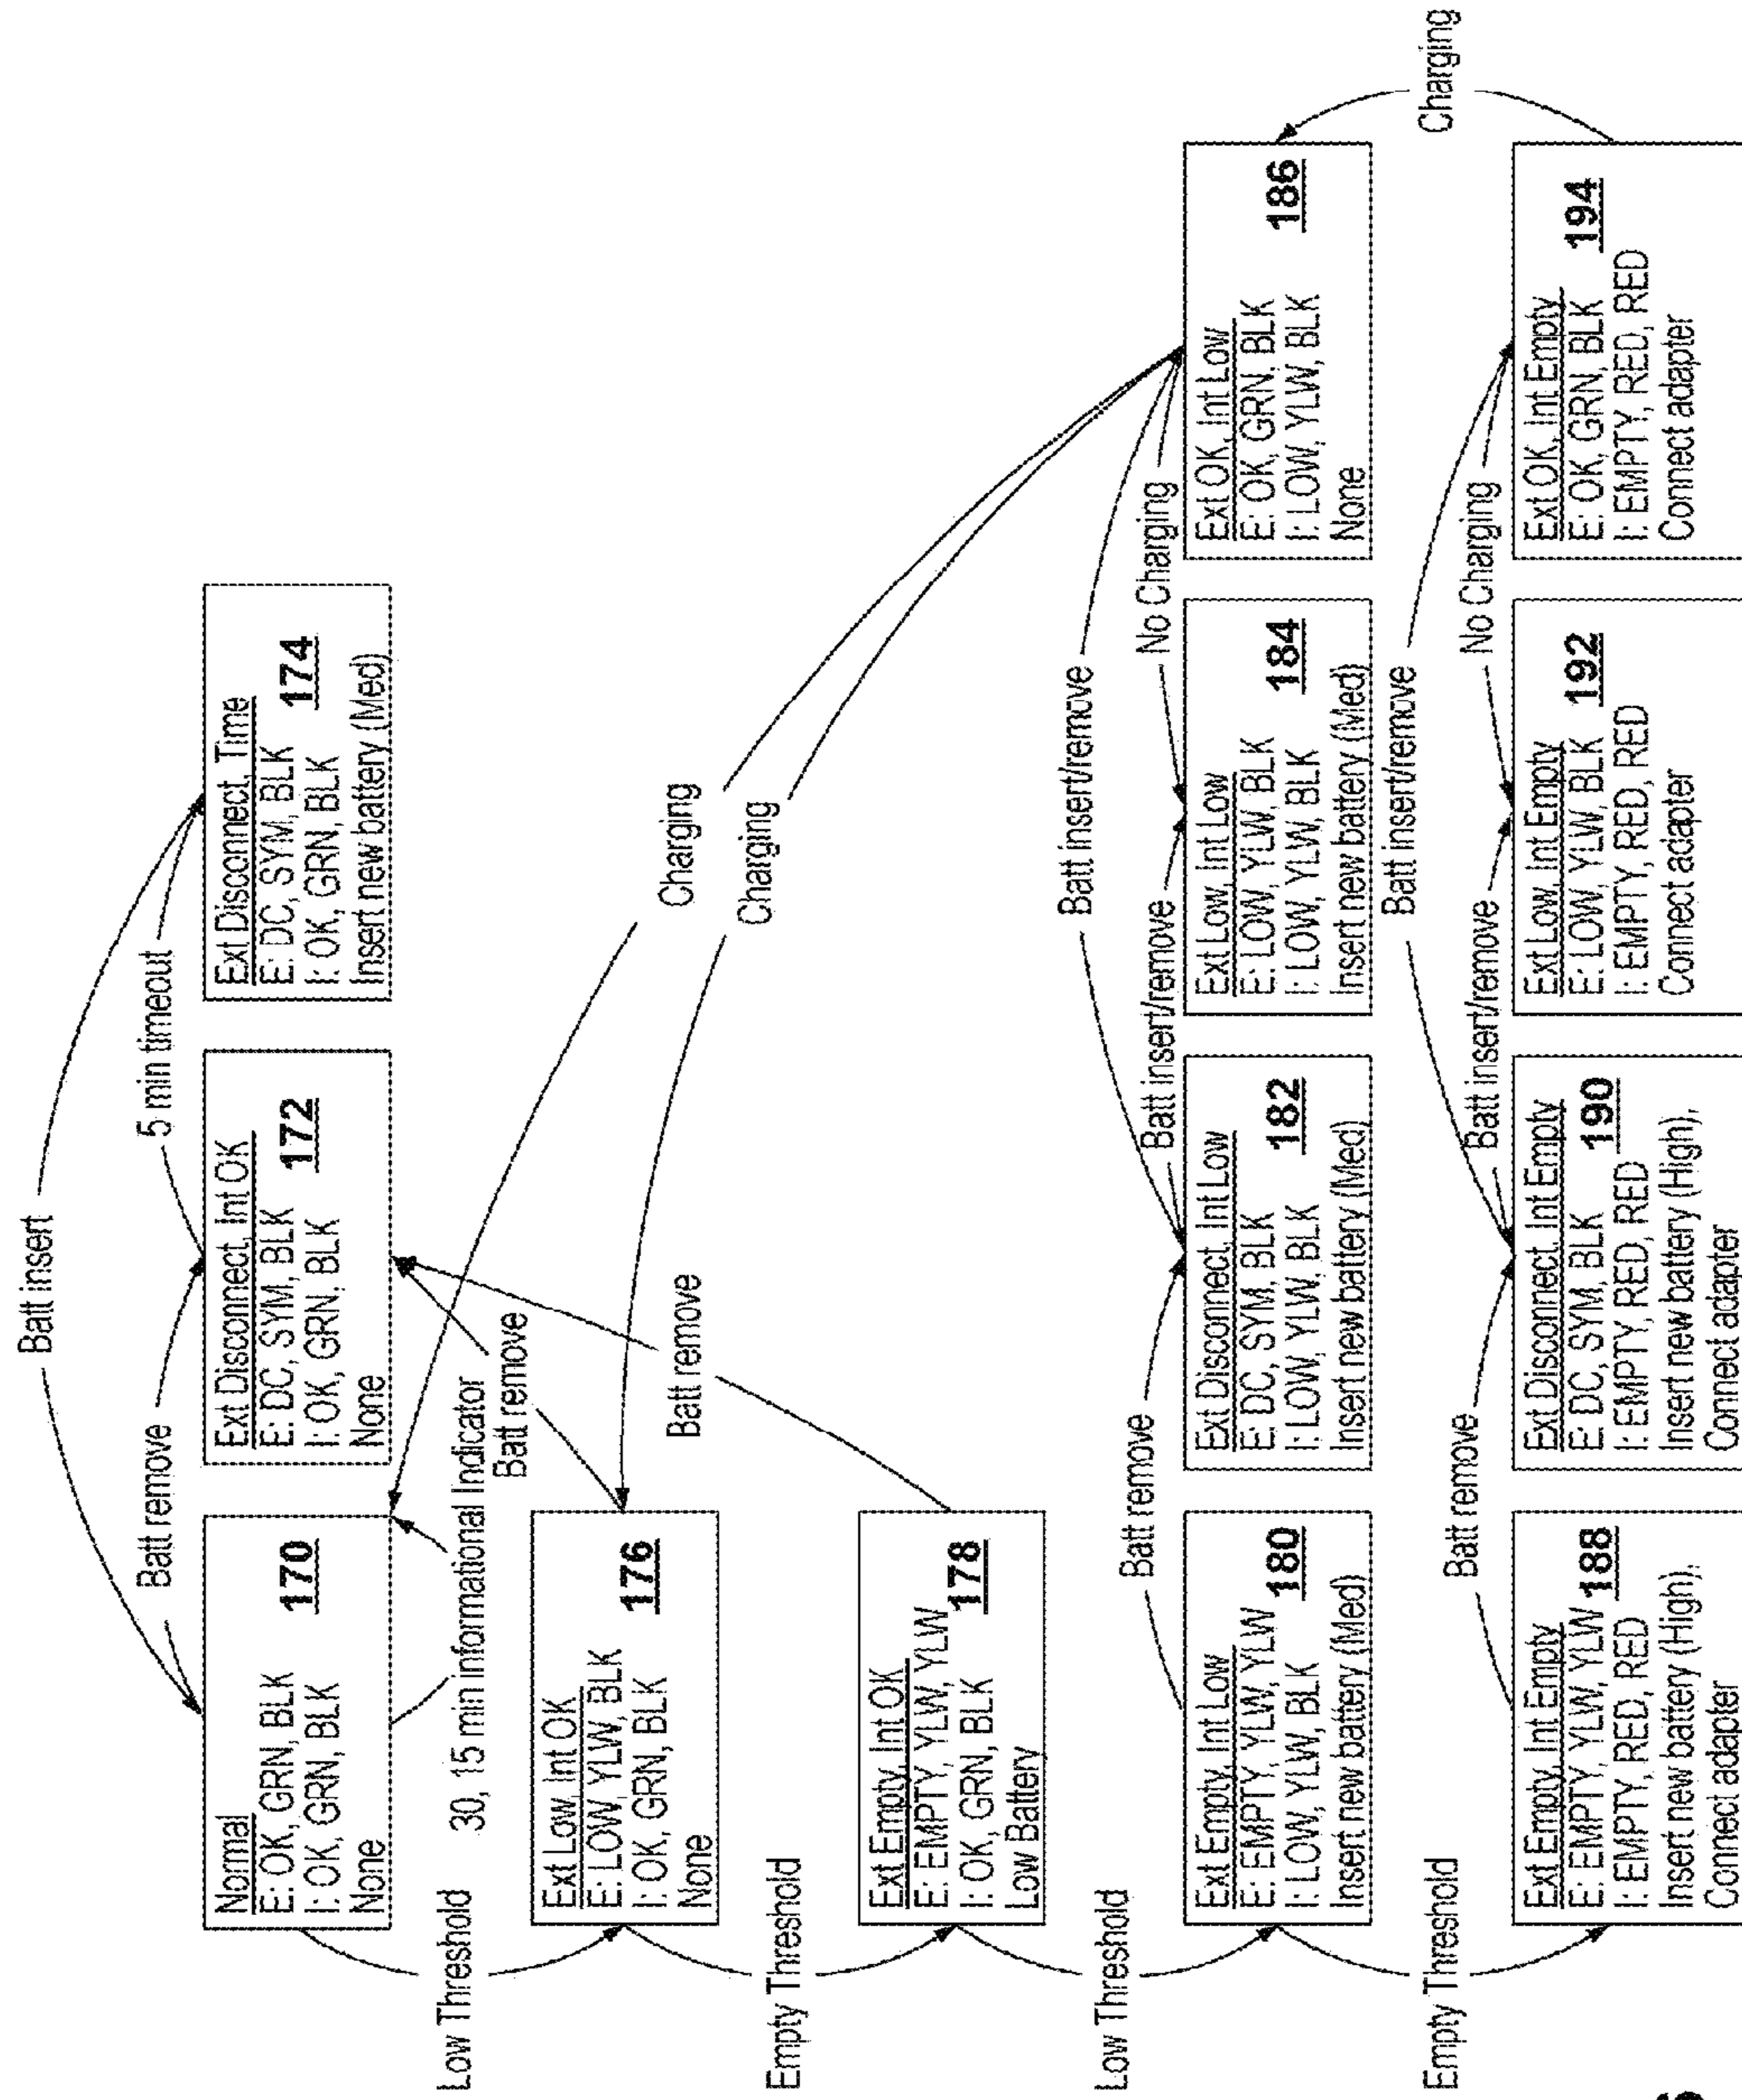 Batt insert
Batt remove
5 min timeout
Normal
E: OK, GRN, BLK
I: OK, GRN, BLK
None
170
Ext Disconnect, Int OK
E: DC, SYM, BLK
I: OK, GRN, BLK
None
172
Ext Disconnect, Time
E: DC, SYM, BLK
I: OK, GRN, BLK
Insert new battery (Med)
174
Low Threshold
30, 15 min informational Indicator
Batt remove
Charging
Charging
Ext Low, Int OK
E: LOW, YLW, BLK
I: OK, GRN, BLK
None
176
Batt remove
Empty Threshold
Ext Empty, Int OK
E: EMPTY, YLW, YLW
I: OK, GRN, BLK
Low Battery
178
Low Threshold
Batt remove
Batt insert/remove
Batt insert/remove
No Charging
Ext Empty, Int Low
E: EMPTY, YLW, YLW
I: LOW, YLW, BLK
Insert new battery (Med)
180
Ext Disconnect, Int Low
E: DC, SYM, BLK
I: LOW, YLW, BLK
Insert new battery (Med)
182
Ext Low, Int Low
E: LOW, YLW, BLK
I: LOW, YLW, BLK
Insert new battery (Med)
184
Ext OK, Int Low
E: OK, GRN, BLK
I: LOW, YLW, BLK
None
186
Empty Threshold
Batt remove
Batt insert/remove
Batt insert/remove
No Charging
Charging
Ext Empty, Int Empty
E: EMPTY, YLW, YLW
I: EMPTY, RED, RED
Insert new battery (High),
Connect adapter
188
Ext Disconnect, Int Empty
E: DC, SYM, BLK
I: EMPTY, RED, RED
Insert new battery (High),
Connect adapter
190
Ext Low, Int Empty
E: LOW, YLW, BLK
I: EMPTY, RED, RED
Connect adapter
192
Ext OK, Int Empty
E: OK, GRN, BLK
I: EMPTY, RED, RED
Connect adapter
194